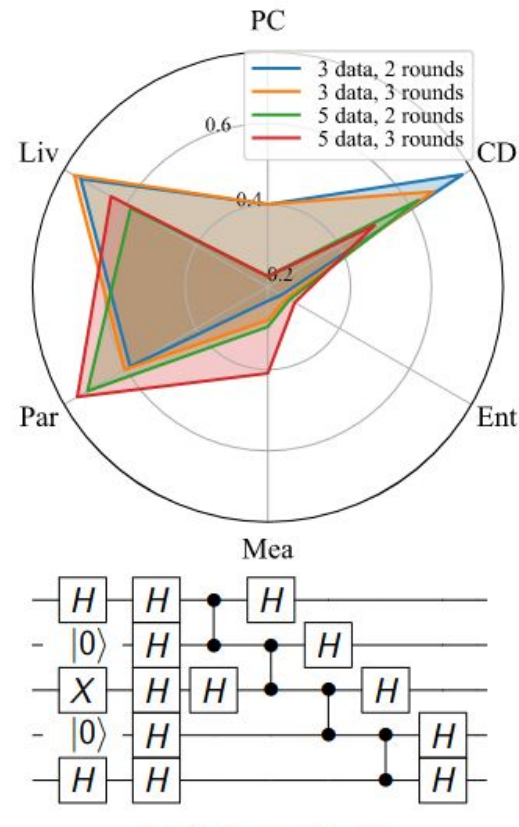 PC
3 data, 2 rounds
3 data, 3 rounds
5 data, 2 rounds
5 data, 3 rounds
0.6
Liv
CD
0.4
0.2
Par
Ent
Mea
H H H
|0⟩ H H
X H H H
|0⟩ H H
H H H